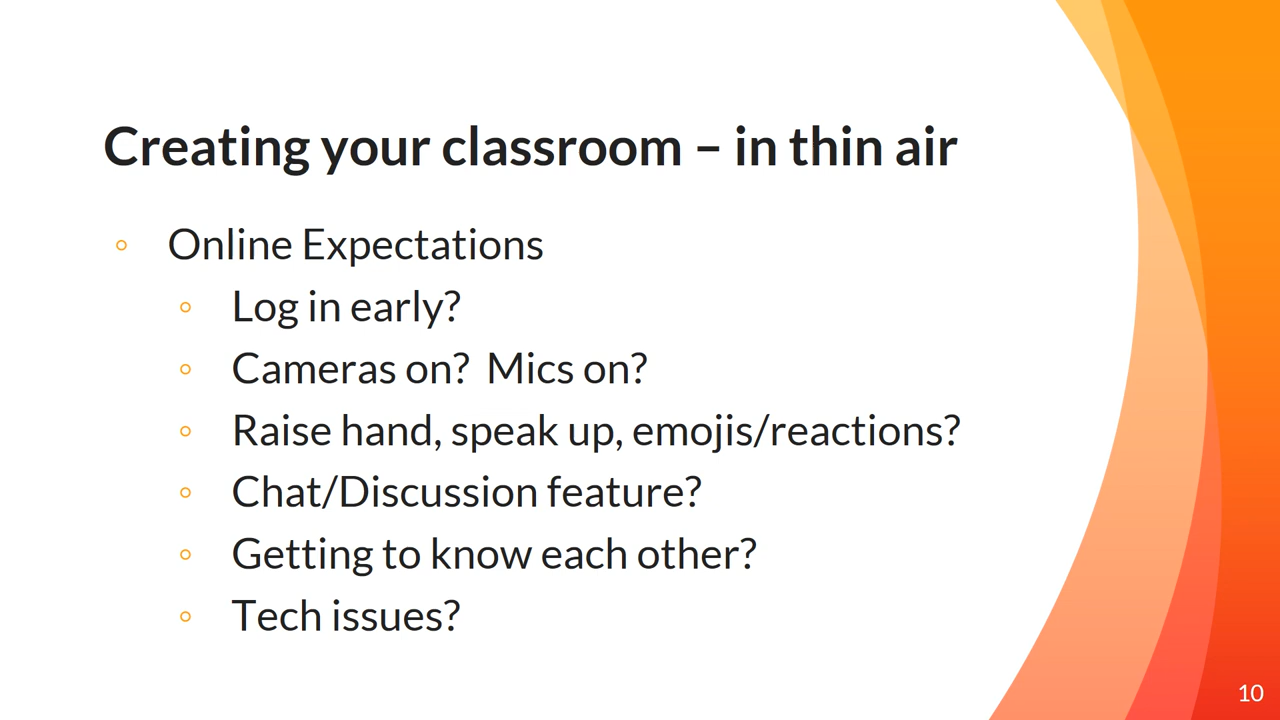 Creating your classroom – in thin air
Online Expectations
Log in early?
Cameras on?  Mics on?
Raise hand, speak up, emojis/reactions?
Chat/Discussion feature?
Getting to know each other?
Tech issues?
10